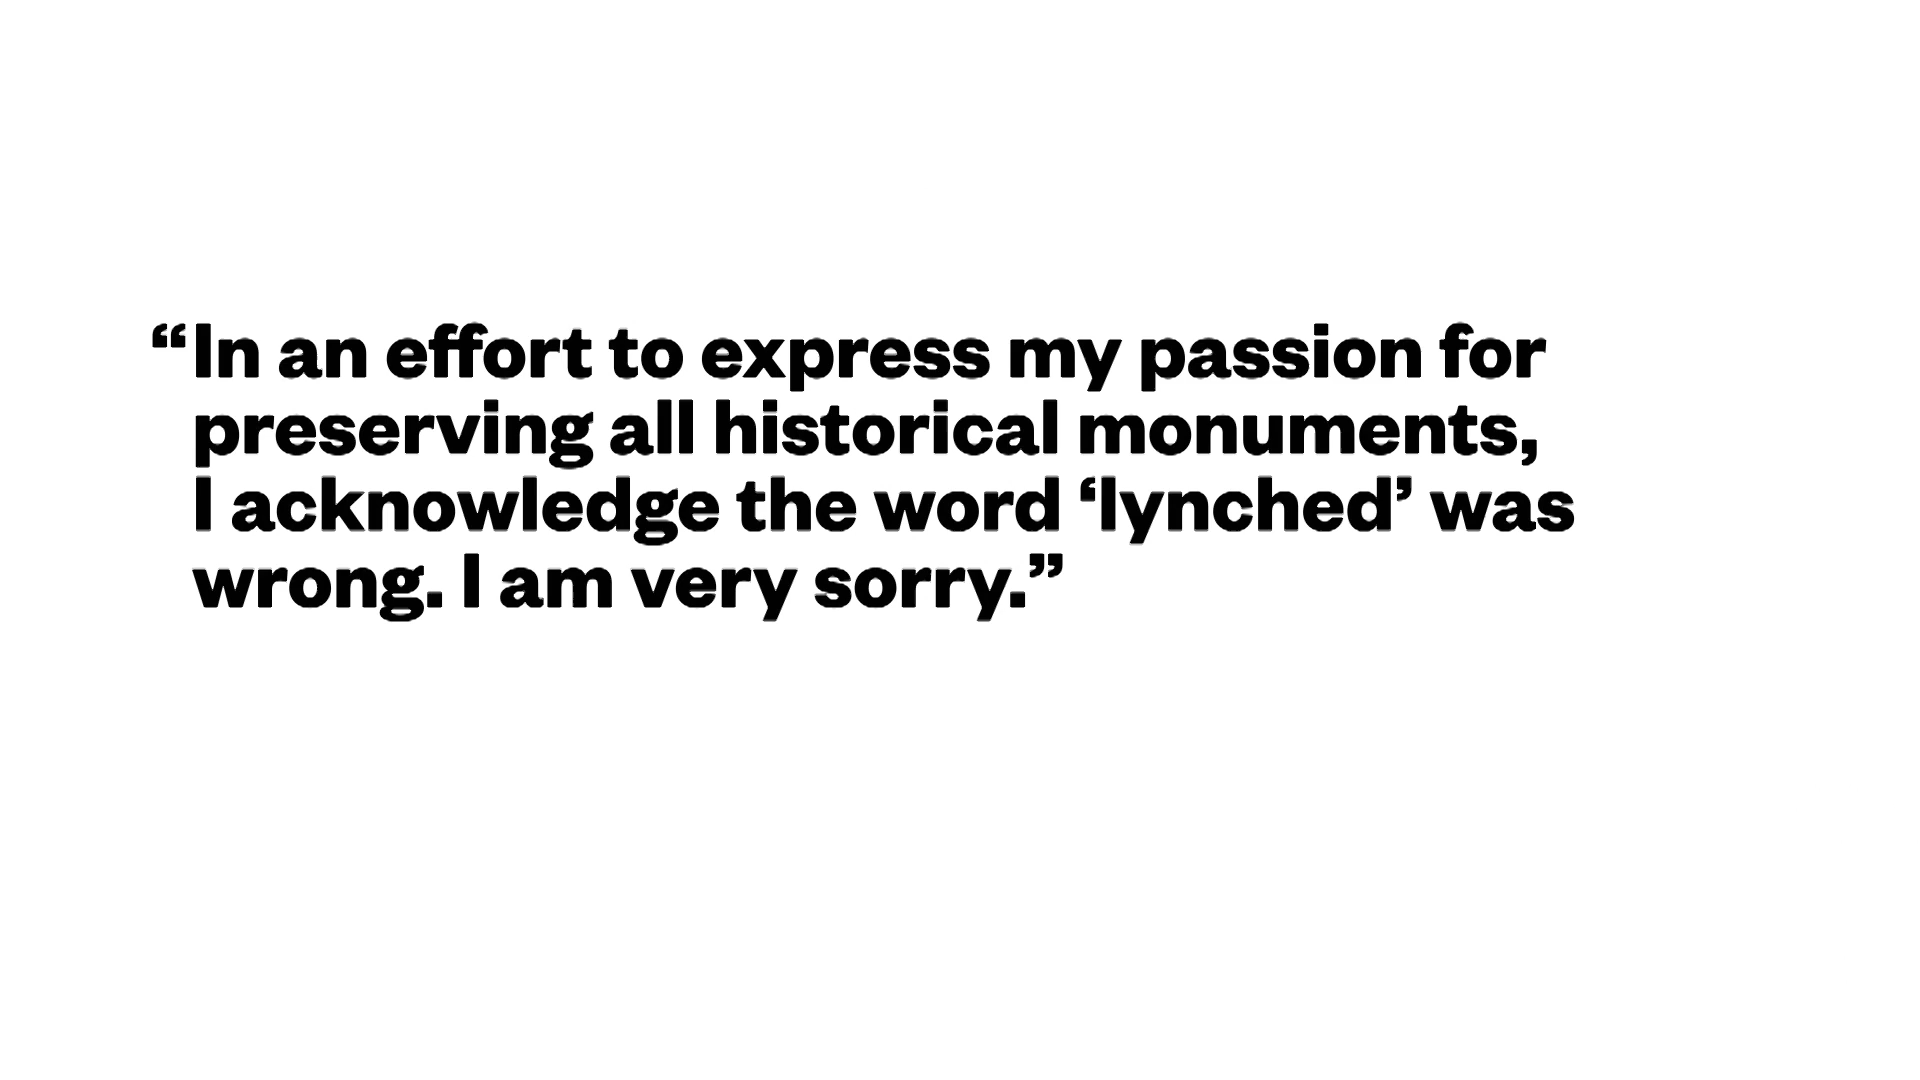 “In an effort to express my passion for
preserving all historical monuments,
I acknowledge the word ‘lynched’ was
wrong. I am very sorry.”